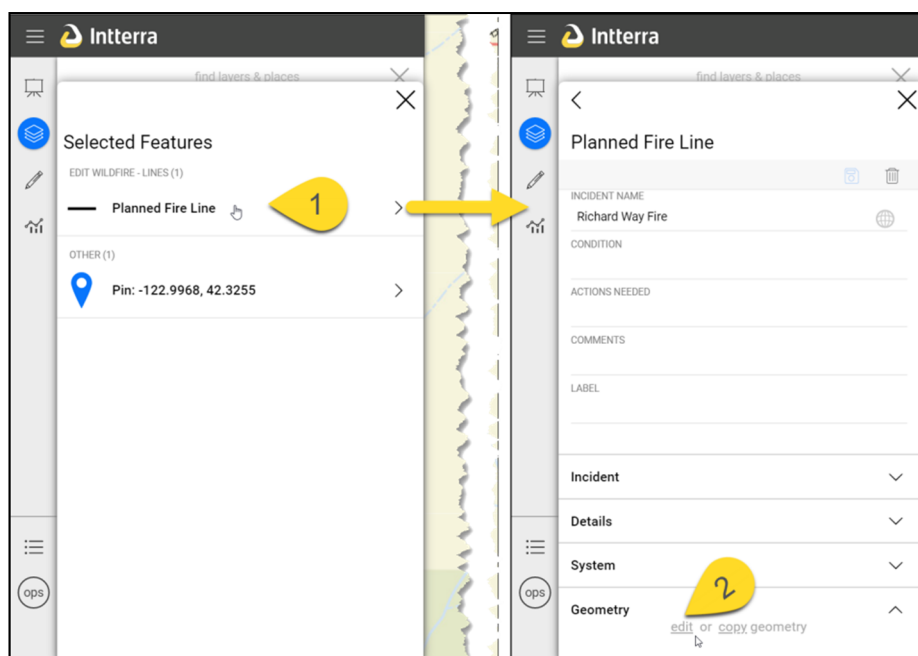 Intterra
find layers & places
Selected Features
EDIT WILDFIRE - LINES (1)
Planned Fire Line
1
OTHER (1)
Pin: -122.9968, 42.3255
ops
Intterra
find layers & places
Planned Fire Line
INCIDENT NAME
Richard Way Fire
CONDITION
ACTIONS NEEDED
COMMENTS
LABEL
Incident
Details
System
2
Geometry
edit or copy geometry
ops